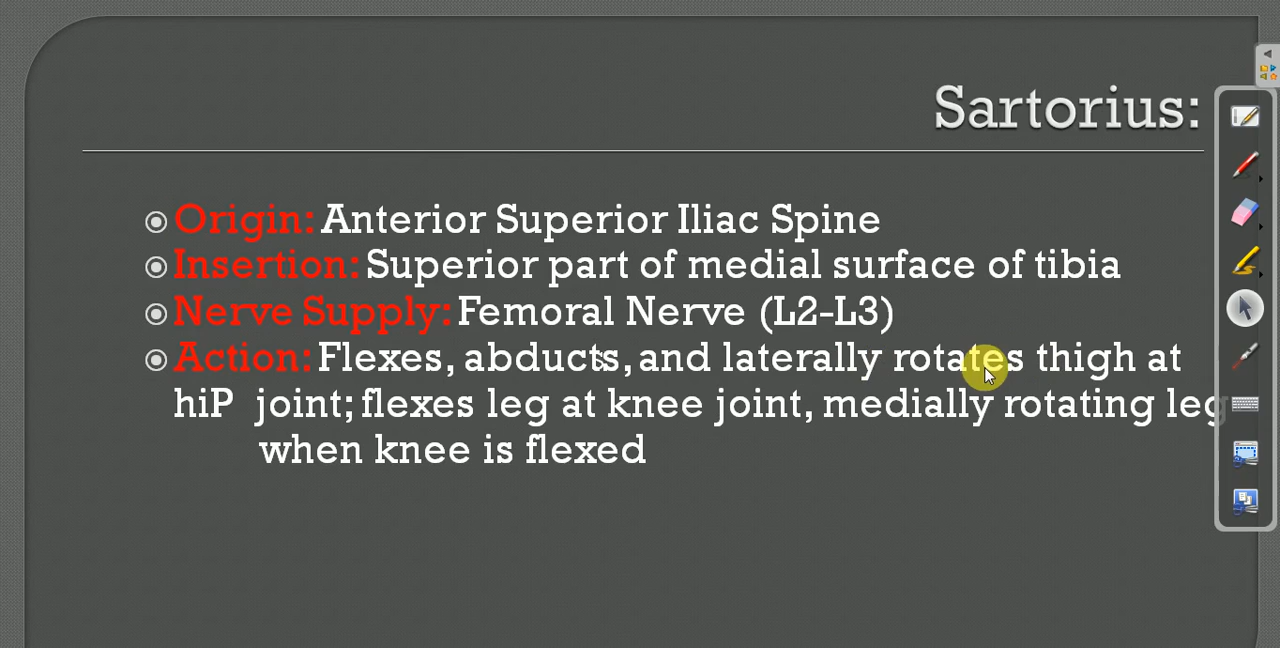 Sartorius:
Origin: Anterior Superior Iliac Spine
Insertion: Superior part of medial surface of tibia
Nerve Supply: Femoral Nerve (L2-L3)
Action: Flexes, abducts, and laterally rotates thigh at
hiP joint; flexes leg at knee joint, medially rotating leg
when knee is flexed